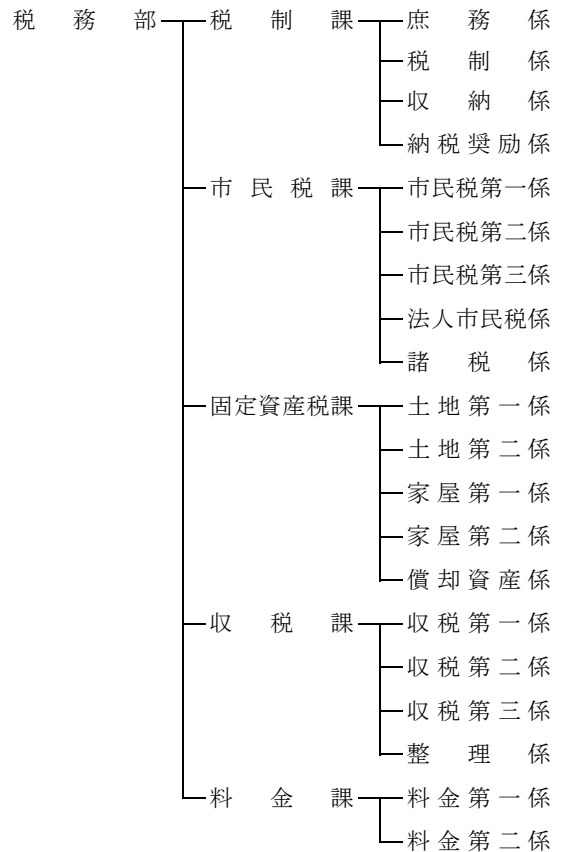 税務部 税制課 庶務係
税制係
収納係
納税奨励係
市民税課 市民税第一係
市民税第二係
市民税第三係
法人市民税係
諸税係
固定資産税課 土地第一係
土地第二係
家屋第一係
家屋第二係
償却資産係
収税課 収税第一係
収税第二係
収税第三係
整理係
料金課 料金第一係
料金第二係